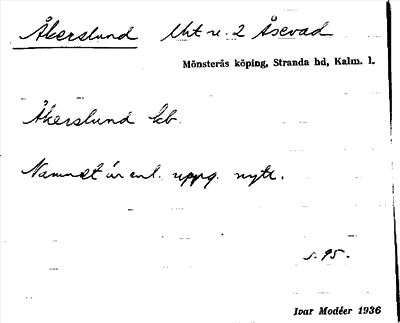 Åkerslund Uht u. 2 Åsevad
Mönsterås köping, Stranda hd, Kalm. l.
Åkerslund lb.
Namnet är enl. uppg. nytt.
s. 95.
Ivar Modéer 1936